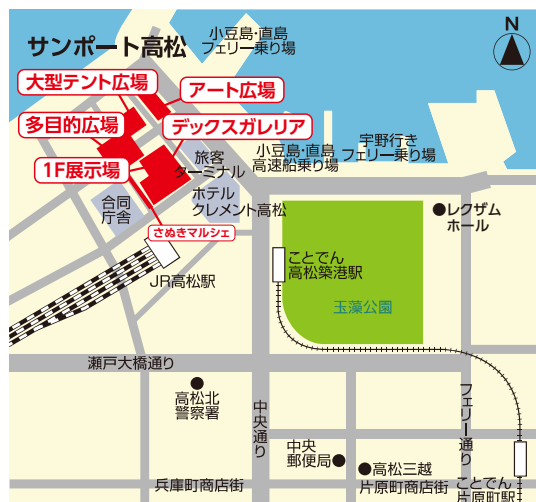 N
サンポート高松
小豆島・直島
フェリー乗り場
大型テント広場
アート広場
多目的広場
デックスガレリア
1F展示場
旅客
ターミナル
小豆島・直島
高速船乗り場
宇野行き
フェリー乗り場
合同
庁舎
ホテル
クレメント高松
さぬきマルシェ
レクザム
ホール
JR高松駅
ことでん
高松築港駅
玉藻公園
瀬戸大橋通り
高松北
警察署
中央通り
フェリー通り
中央
郵便局
高松三越
兵庫町商店街
片原町商店街
ことでん
片原町駅